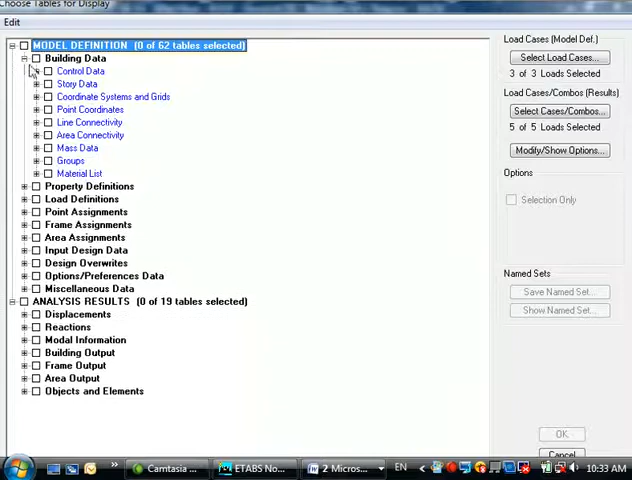 Choose Tables for Display
Edit
MODEL DEFINITION (0 of 62 tables selected)
Building Data
Control Data
Story Data
Coordinate Systems and Grids
Point Coordinates
Line Connectivity
Area Connectivity
Mass Data
Groups
Material List
Property Definitions
Load Definitions
Point Assignments
Frame Assignments
Area Assignments
Input Design Data
Design Overwrites
Options/Preferences Data
Miscellaneous Data
ANALYSIS RESULTS (0 of 19 tables selected)
Displacements
Reactions
Modal Information
Building Output
Frame Output
Area Output
Objects and Elements
Load Cases (Model Def.)
Select Load Cases...
3 of 3 Loads Selected
Load Cases/Combos (Results)
Select Cases/Combos...
5 of 5 Loads Selected
Modify/Show Options...
Options
Selection Only
Named Sets
Save Named Set...
Show Named Set...
OK
Cancel
Camtasia ...
ETABS No...
2 Micros...
EN
10:33 AM